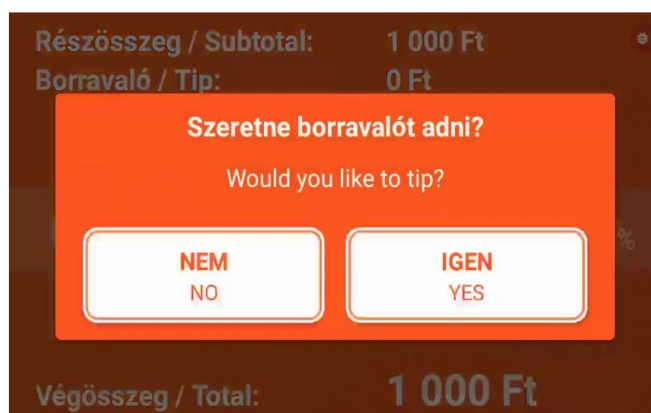 Részösszeg / Subtotal: 1 000 Ft
Borravaló / Tip: 0 Ft
Szeretne borravalót adni?
Would you like to tip?
%
NEM IGEN
NO YES
Végösszeg / Total: 1 000 Ft